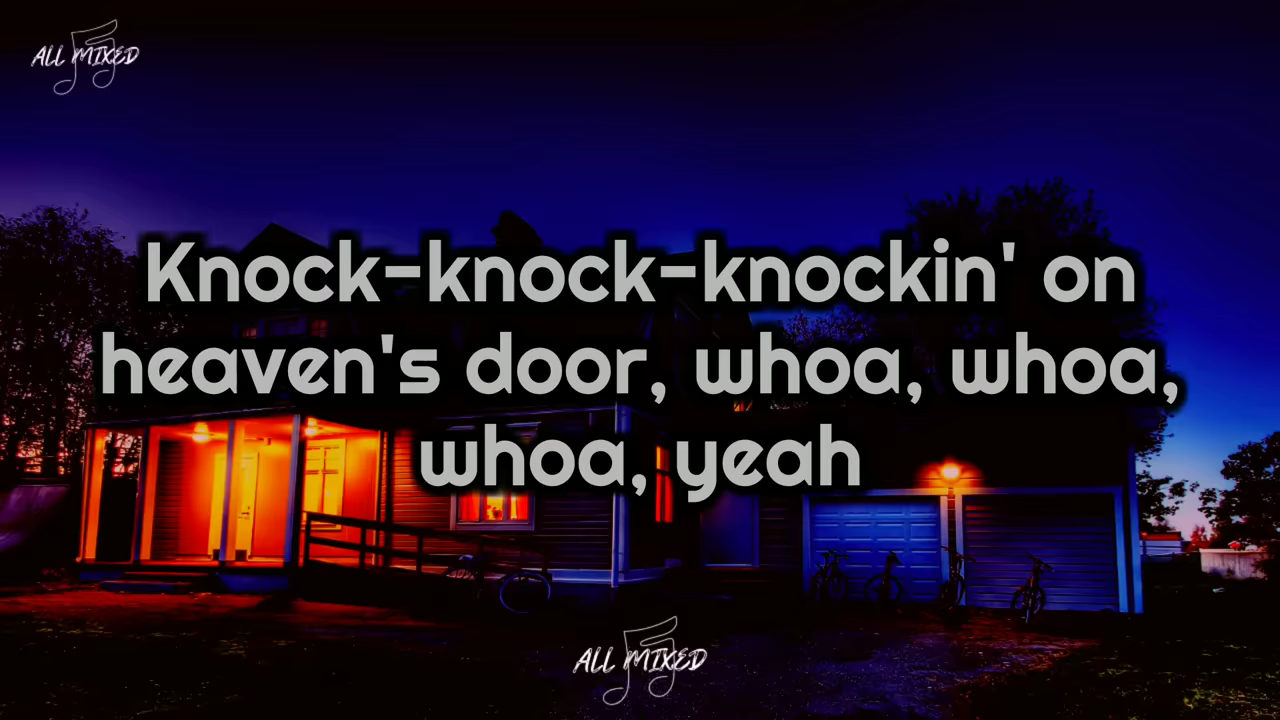 ALL MIXED
Knock-knock-knockin' on
heaven's door, whoa, whoa,
whoa, yeah
ALL MIXED